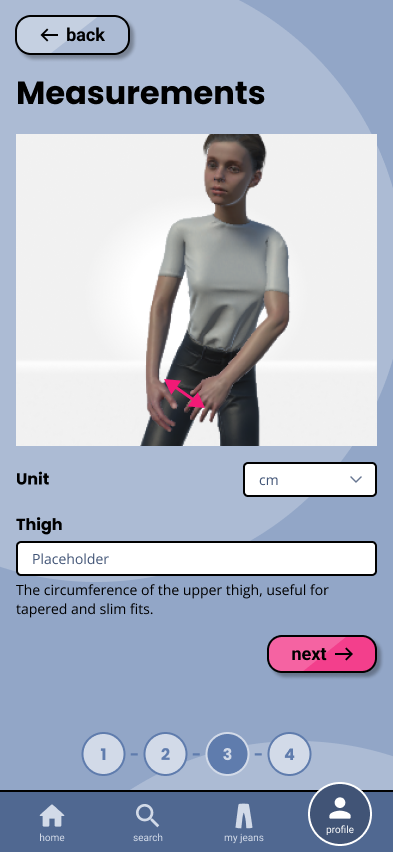 back
Measurements
Unit
cm
Thigh
Placeholder
The circumference of the upper thigh, useful for
tapered and slim fits.
next
1 - 2 - 3 - 4
home
search
my jeans
profile